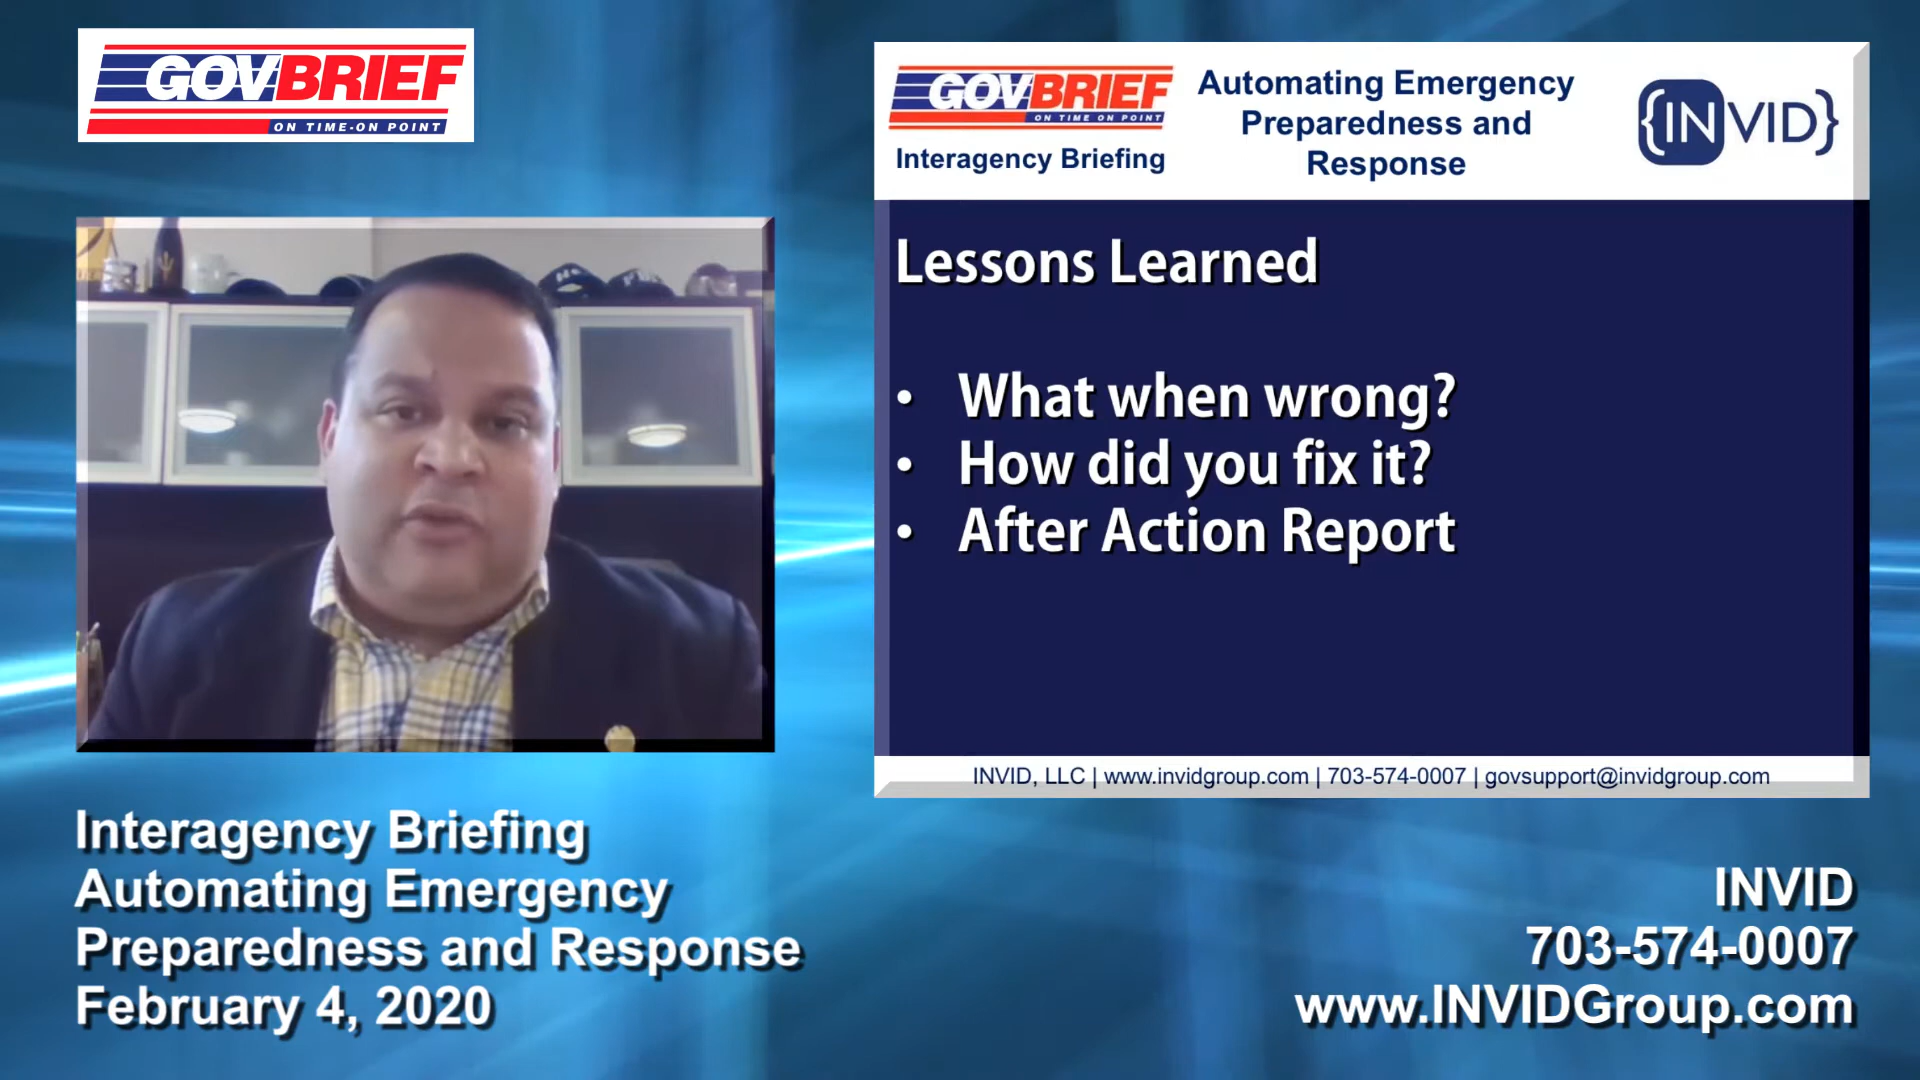 GOVBRIEF
ON TIME-ON POINT
GOVBRIEF
ON TIME-ON POINT
Interagency Briefing
Automating Emergency
Preparedness and
Response
{INVID}
Lessons Learned
• What when wrong?
• How did you fix it?
• After Action Report
INVID, LLC | www.invidgroup.com | 703-574-0007 | govsupport@invidgroup.com
Interagency Briefing
Automating Emergency
Preparedness and Response
February 4, 2020
INVID
703-574-0007
www.INVIDGroup.com